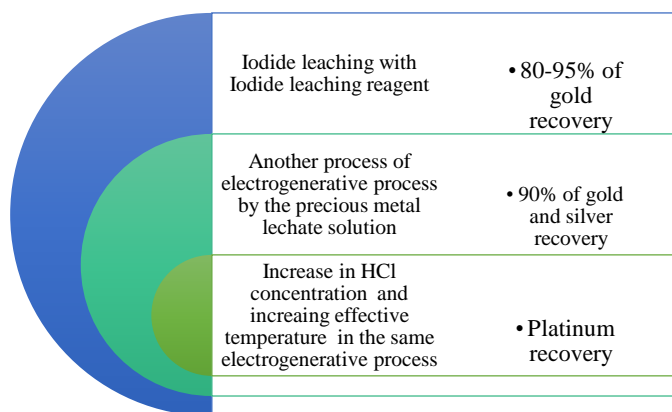 Iodide leaching with
Iodide leaching reagent
• 80-95% of
gold
recovery
Another process of
electrogenerative process
by the precious metal
lechate solution
• 90% of gold
and silver
recovery
Increase in HCl
concentration and
increaing effective
temperature in the same
electrogenerative process
• Platinum
recovery